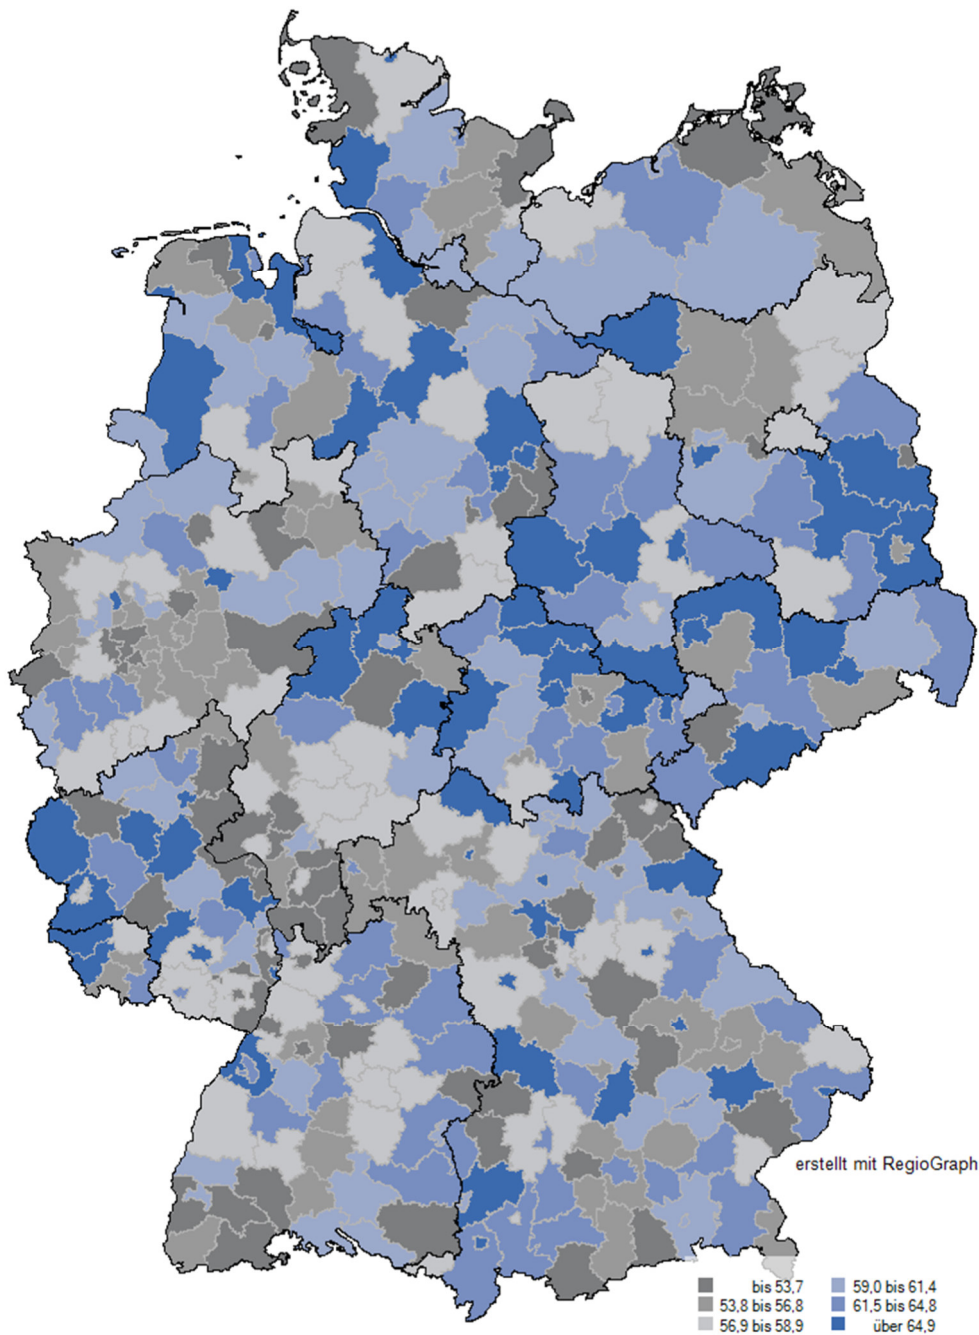 erstellt mit RegioGraph
bis 53,7 59,0 bis 61,4
53,8 bis 56,8 61,5 bis 64,8
56,9 bis 58,9 über 64,9